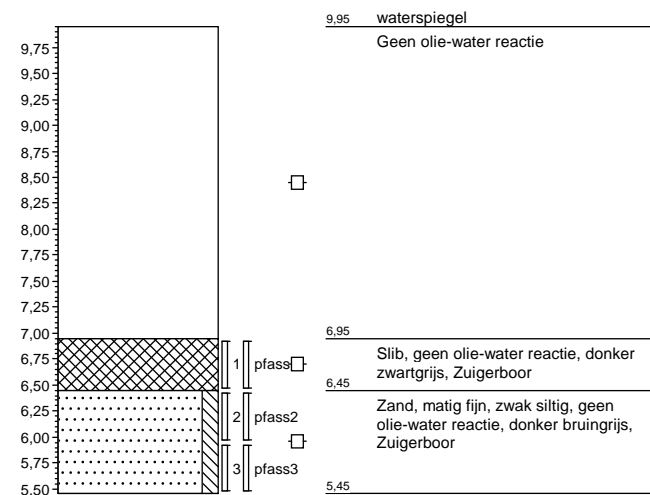 9,95 waterspiegel
Geen olie-water reactie
9,75
9,50
9,25
9,00
8,75
8,50
8,25
8,00
7,75
7,50
7,25
7,00
6,95
6,75
1 pfass
Slib, geen olie-water reactie, donker
zwartgrijs, Zuigerboor
6,50
6,45
6,25
2 pfass2
Zand, matig fijn, zwak siltig, geen
olie-water reactie, donker bruingrijs,
Zuigerboor
6,00
5,75
3 pfass3
5,50
5,45